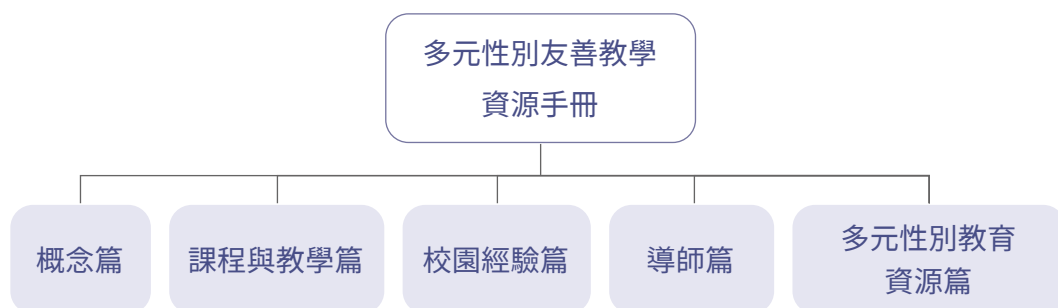 多元性別友善教學
資源手冊
概念篇
課程與教學篇
校園經驗篇
導師篇
多元性別教育
資源篇